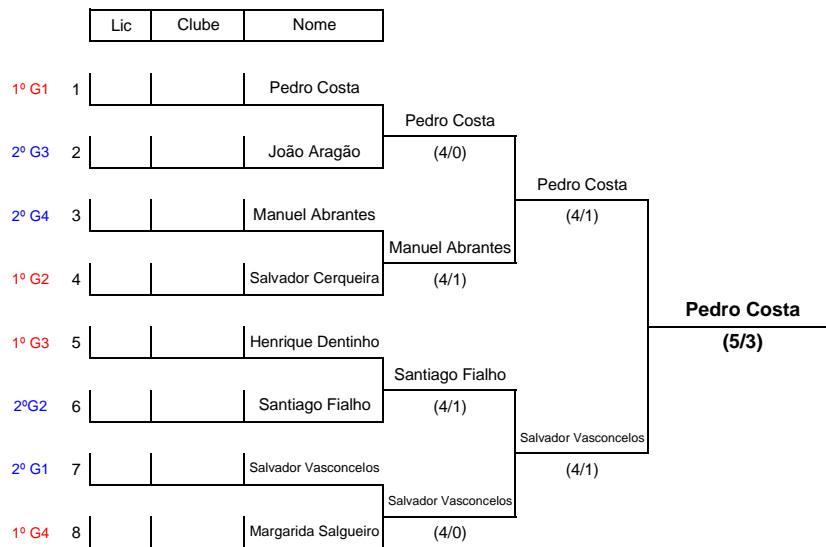 Lic Clube Nome
1º G1 1 Pedro Costa
Pedro Costa
2º G3 2 João Aragão (4/0)
Pedro Costa
2º G4 3 Manuel Abrantes (4/1)
Manuel Abrantes
1º G2 4 Salvador Cerqueira (4/1)
Pedro Costa
1º G3 5 Henrique Dentinho (5/3)
Santiago Fialho
2ºG2 6 Santiago Fialho (4/1)
Salvador Vasconcelos
2º G1 7 Salvador Vasconcelos (4/1)
Salvador Vasconcelos
1º G4 8 Margarida Salgueiro (4/0)